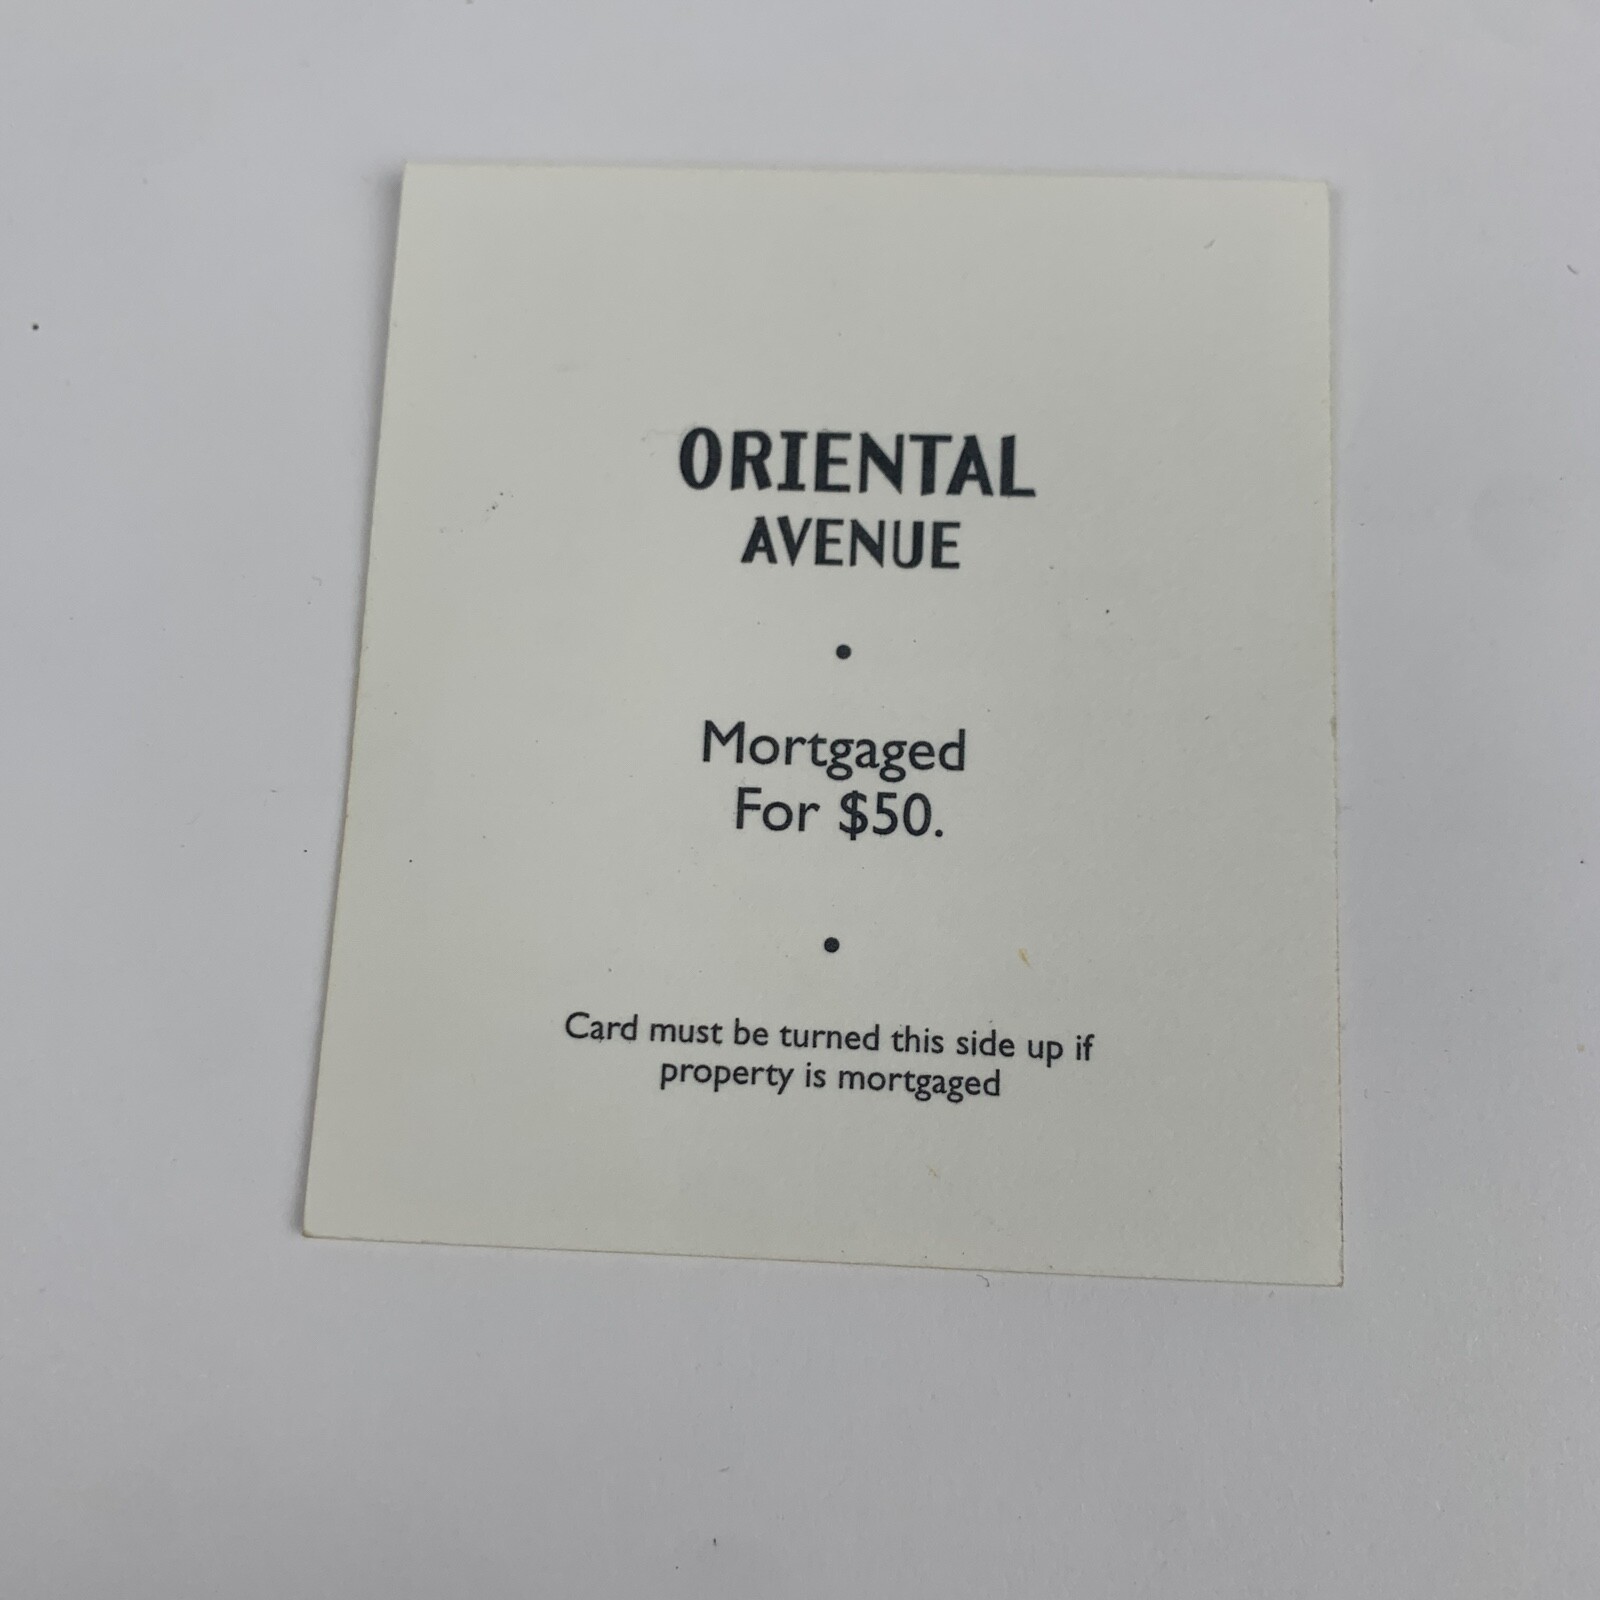 ORIENTAL
AVENUE
•
Mortgaged
For $50.
•
Card must be turned this side up if
property is mortgaged